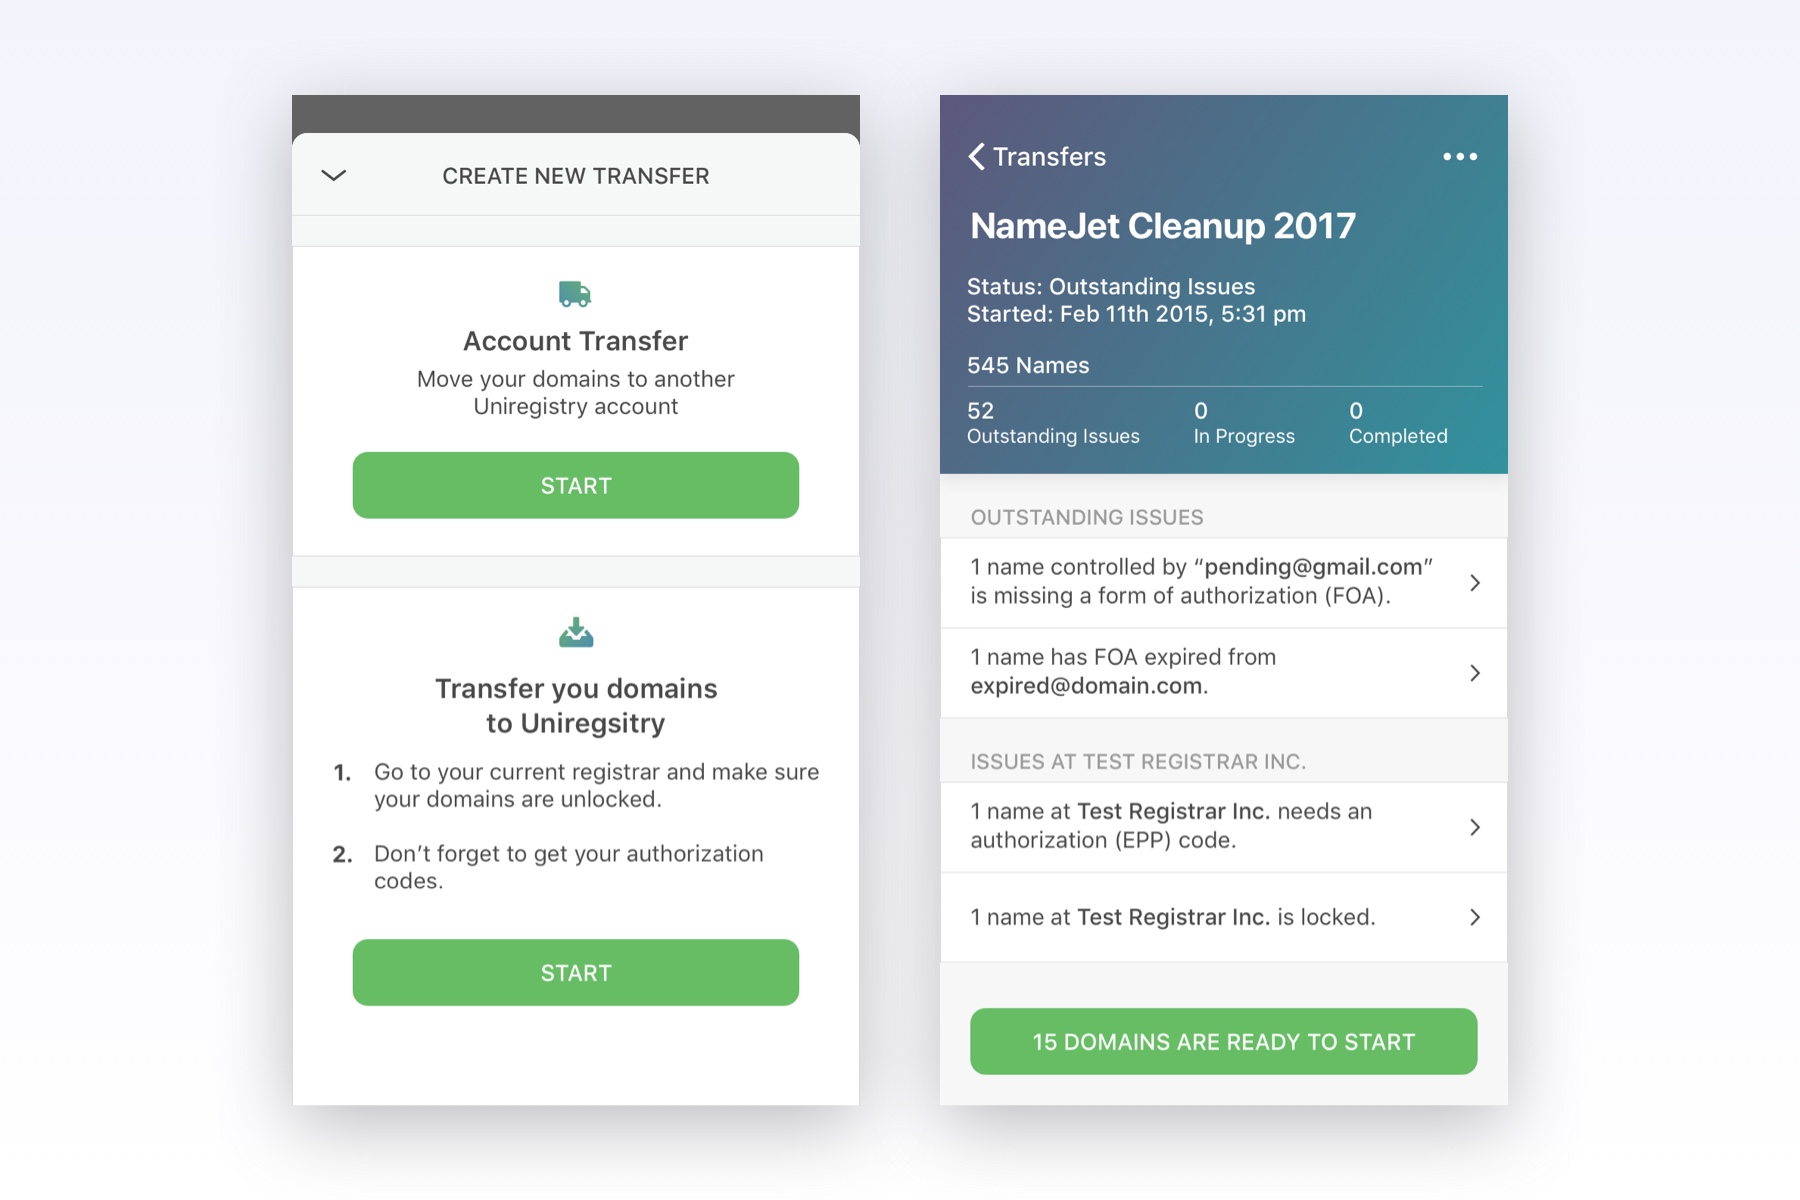 CREATE NEW TRANSFER
Account Transfer
Move your domains to another
Uniregistry account
START
Transfer you domains
to Uniregsitry
1. Go to your current registrar and make sure
your domains are unlocked.
2. Don’t forget to get your authorization
codes.
START
Transfers
NameJet Cleanup 2017
Status: Outstanding Issues
Started: Feb 11th 2015, 5:31 pm
545 Names
52 0 0
Outstanding Issues In Progress Completed
OUTSTANDING ISSUES
1 name controlled by “pending@gmail.com”
is missing a form of authorization (FOA).
1 name has FOA expired from
expired@domain.com.
ISSUES AT TEST REGISTRAR INC.
1 name at Test Registrar Inc. needs an
authorization (EPP) code.
1 name at Test Registrar Inc. is locked.
15 DOMAINS ARE READY TO START